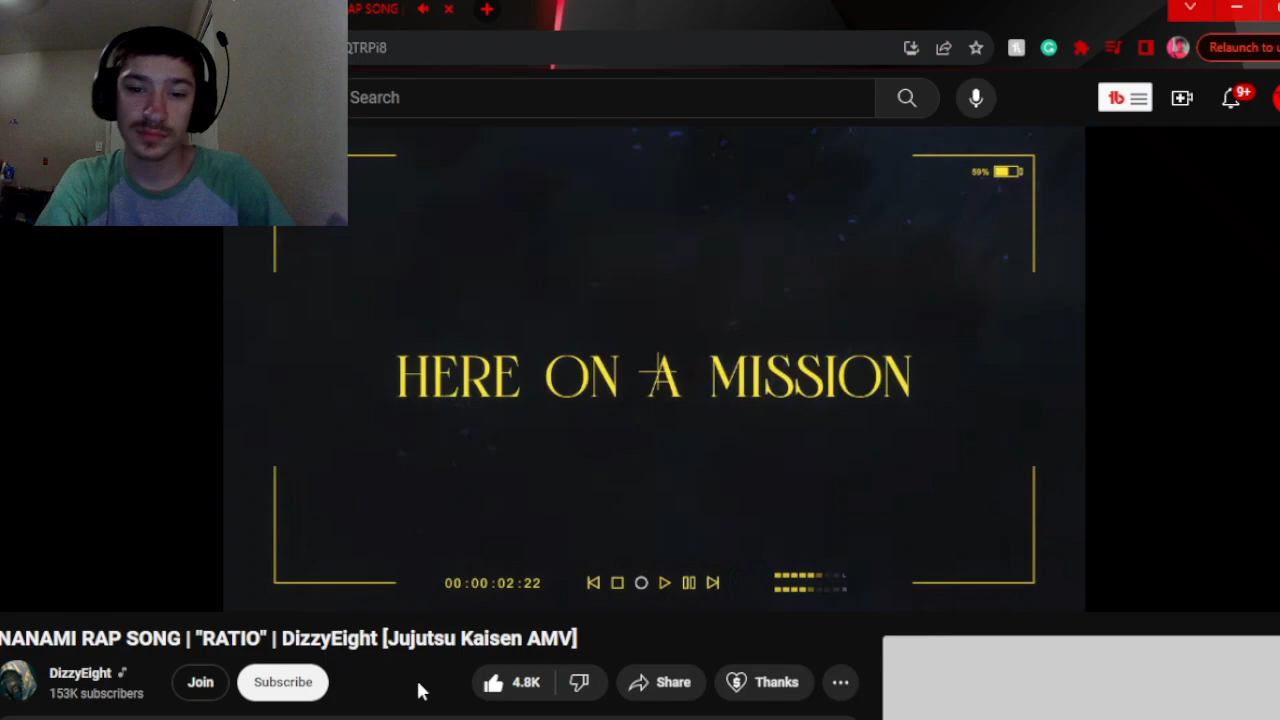 AP SONG |
QTRPi8
Relaunch to u
Search
9+
59%
HERE ON A MISSION
00:00:02:22
L
R
NANAMI RAP SONG | "RATIO" | DizzyEight [Jujutsu Kaisen AMV]
DizzyEight
153K subscribers
Join
Subscribe
4.8K
Share
Thanks